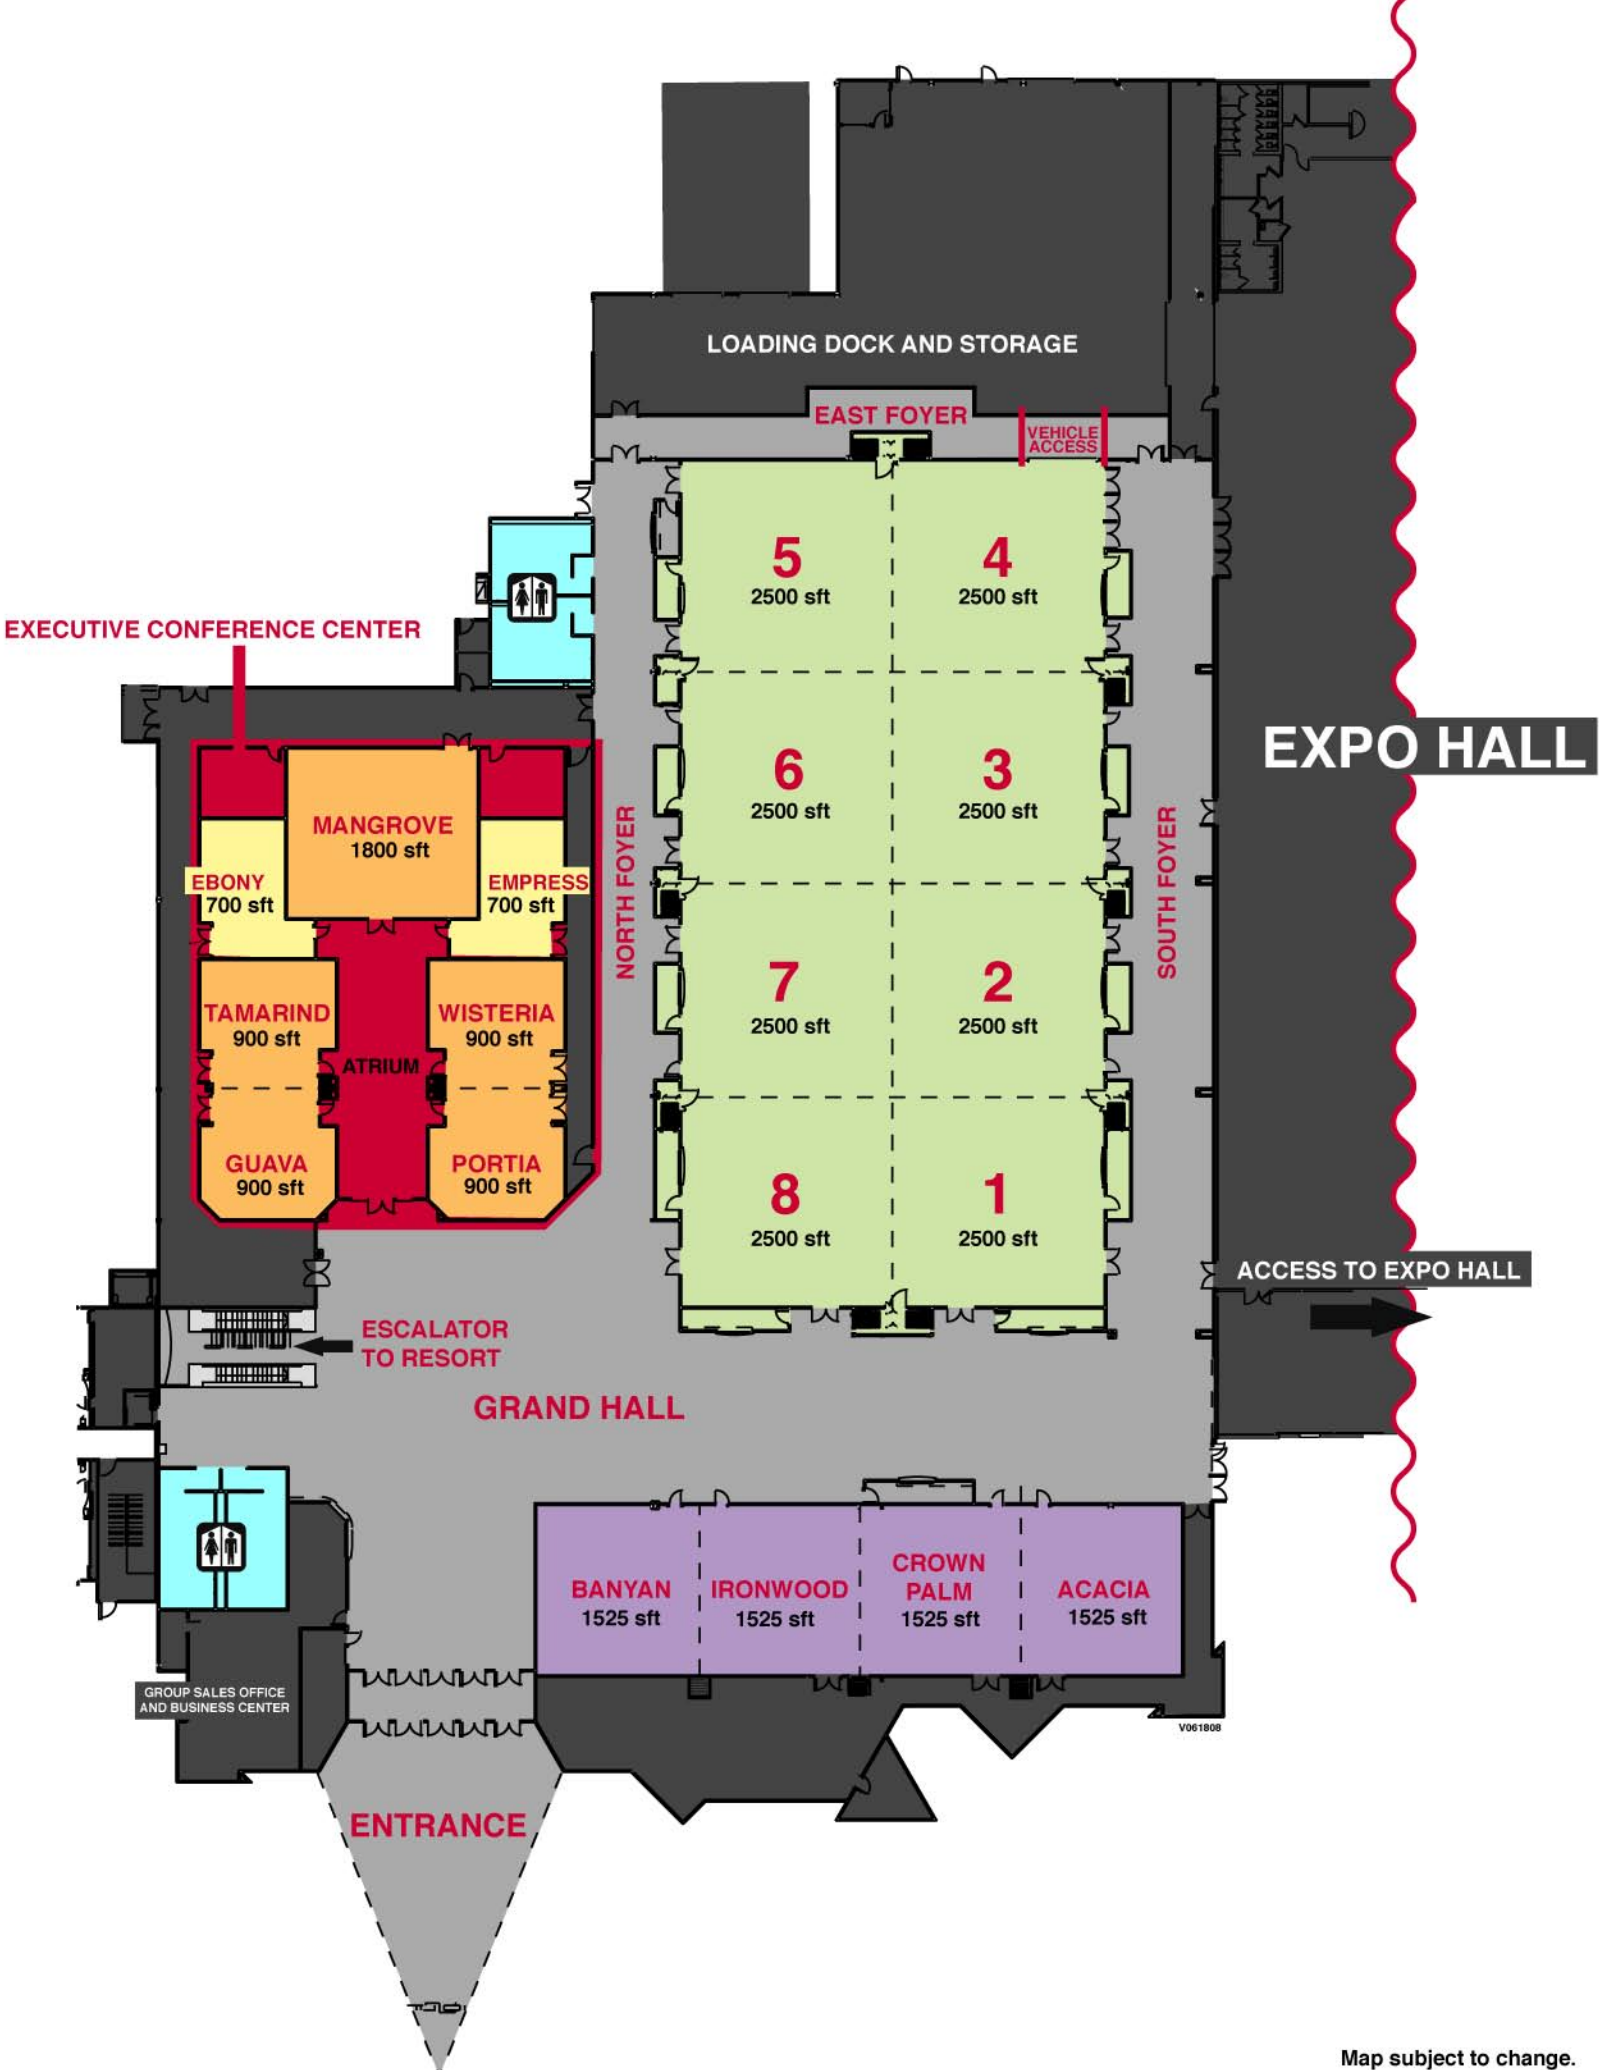 LOADING DOCK AND STORAGE
EAST FOYER
VEHICLE
ACCESS
5
2500 sft
4
2500 sft
EXECUTIVE CONFERENCE CENTER
6
2500 sft
3
2500 sft
EXPO HALL
MANGROVE
1800 sft
EBONY
700 sft
EMPRESS
700 sft
NORTH FOYER
SOUTH FOYER
7
2500 sft
2
2500 sft
TAMARIND
900 sft
WISTERIA
900 sft
ATRIUM
GUAVA
900 sft
PORTIA
900 sft
8
2500 sft
1
2500 sft
ACCESS TO EXPO HALL
ESCALATOR
TO RESORT
GRAND HALL
BANYAN
1525 sft
IRONWOOD
1525 sft
CROWN
PALM
1525 sft
ACACIA
1525 sft
GROUP SALES OFFICE
AND BUSINESS CENTER
V061808
ENTRANCE
Map subject to change.